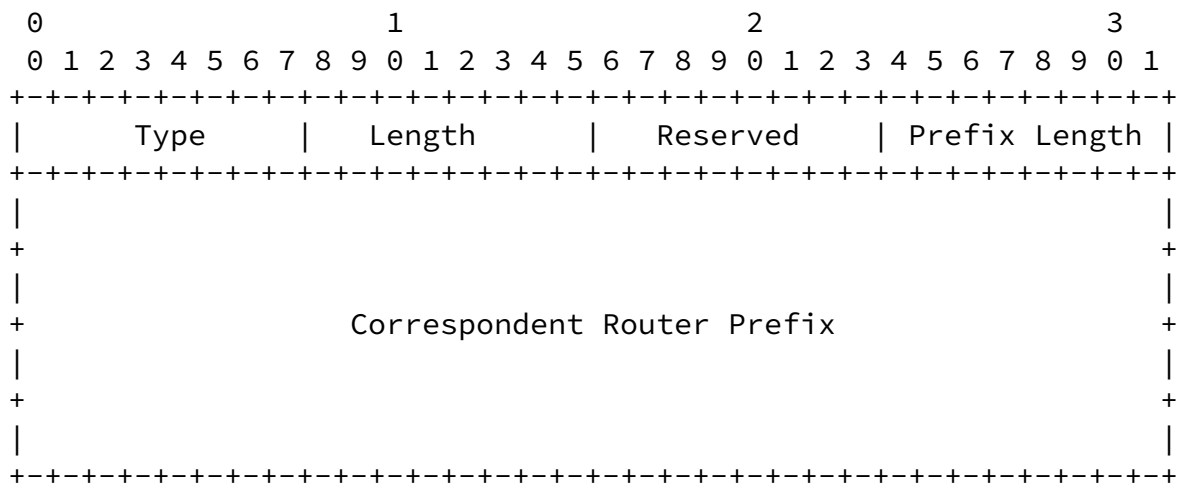 0                   1                   2                   3
 0 1 2 3 4 5 6 7 8 9 0 1 2 3 4 5 6 7 8 9 0 1 2 3 4 5 6 7 8 9 0 1
+-+-+-+-+-+-+-+-+-+-+-+-+-+-+-+-+-+-+-+-+-+-+-+-+-+-+-+-+-+-+-+-+
|      Type     |   Length      |   Reserved    | Prefix Length |
+-+-+-+-+-+-+-+-+-+-+-+-+-+-+-+-+-+-+-+-+-+-+-+-+-+-+-+-+-+-+-+-+
|                                                               |
+                                                               +
|                                                               |
+                  Correspondent Router Prefix                  +
|                                                               |
+                                                               +
|                                                               |
+-+-+-+-+-+-+-+-+-+-+-+-+-+-+-+-+-+-+-+-+-+-+-+-+-+-+-+-+-+-+-+-+